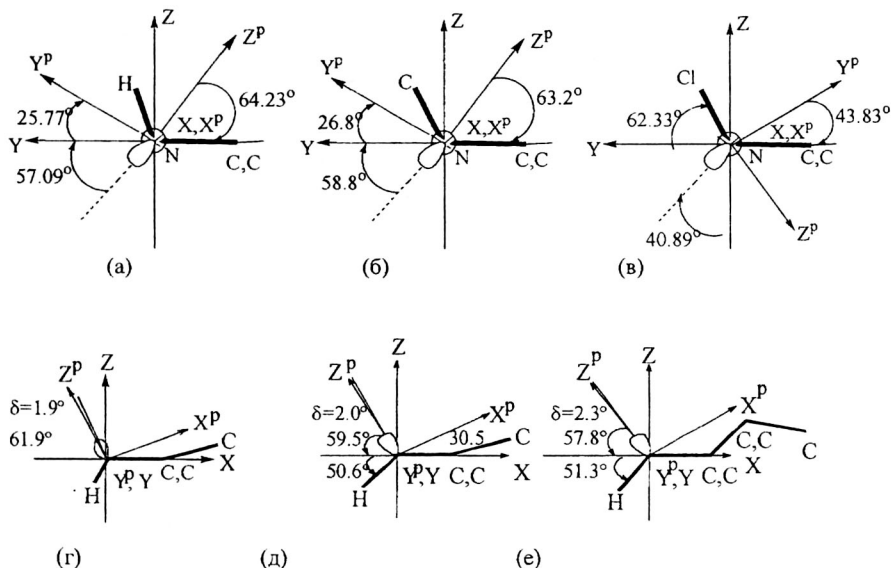 Z
Z^p
Y^p
H
64.23°
25.77°
X,X^p
Y
N
C,C
57.09°
(а)
Z
Z^p
Y^p
C
63.2°
26.8°
X,X^p
Y
N
C,C
58.8°
(б)
Z
Cl
Y^p
62.33°
X,X^p
43.83°
Y
N
C,C
40.89°
Z^p
(в)
Z^p
Z
δ=1.9°
61.9°
X^p
C
X
H
Y^p,Y
C,C
(г)
Z^p
Z
δ=2.0°
59.5°
X^p
30.5
C
50.6°
H
Y^p,Y
C,C
X
(д)
Z^p
Z
δ=2.3°
57.8°
X^p
C,C
C
51.3°
X
H
Y^p,Y
C,C
(е)